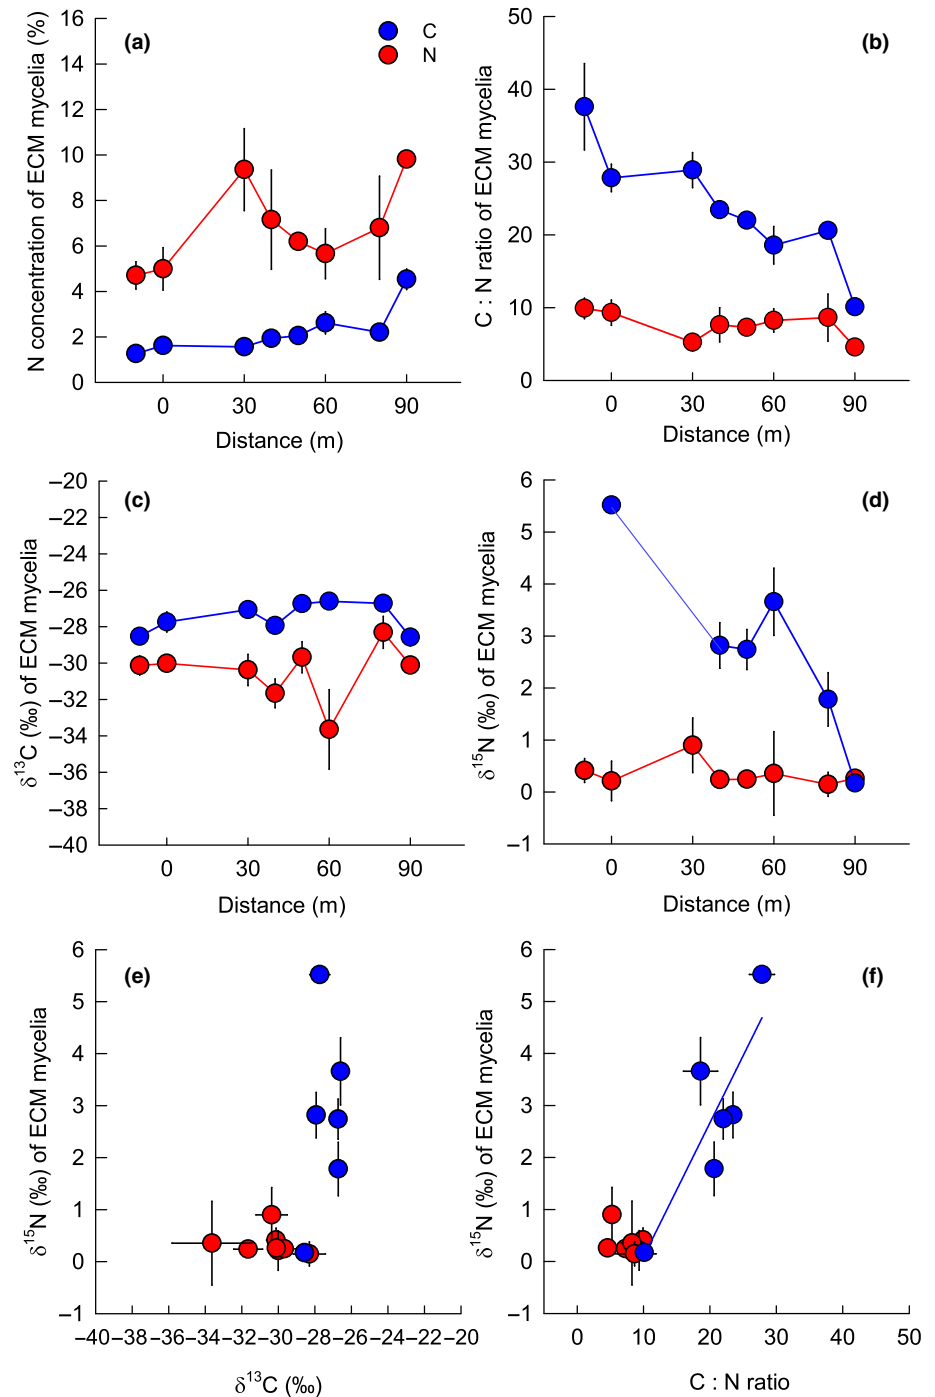 (a)
C
N
N concentration of ECM mycelia (%)
16
14
12
10
8
6
4
2
0
0 30 60 90
Distance (m)
(b)
C : N ratio of ECM mycelia
50
40
30
20
10
0
0 30 60 90
Distance (m)
(c)
δ¹³C (‰) of ECM mycelia
–20
–22
–24
–26
–28
–30
–32
–34
–36
–38
–40
0 30 60 90
Distance (m)
(d)
δ¹⁵N (‰) of ECM mycelia
6
5
4
3
2
1
0
–1
0 30 60 90
Distance (m)
(e)
δ¹⁵N (‰) of ECM mycelia
6
5
4
3
2
1
0
–1
–40 –38 –36 –34 –32 –30 –28 –26 –24 –22 –20
δ¹³C (‰)
(f)
δ¹⁵N (‰) of ECM mycelia
6
5
4
3
2
1
0
–1
0 10 20 30 40 50
C : N ratio